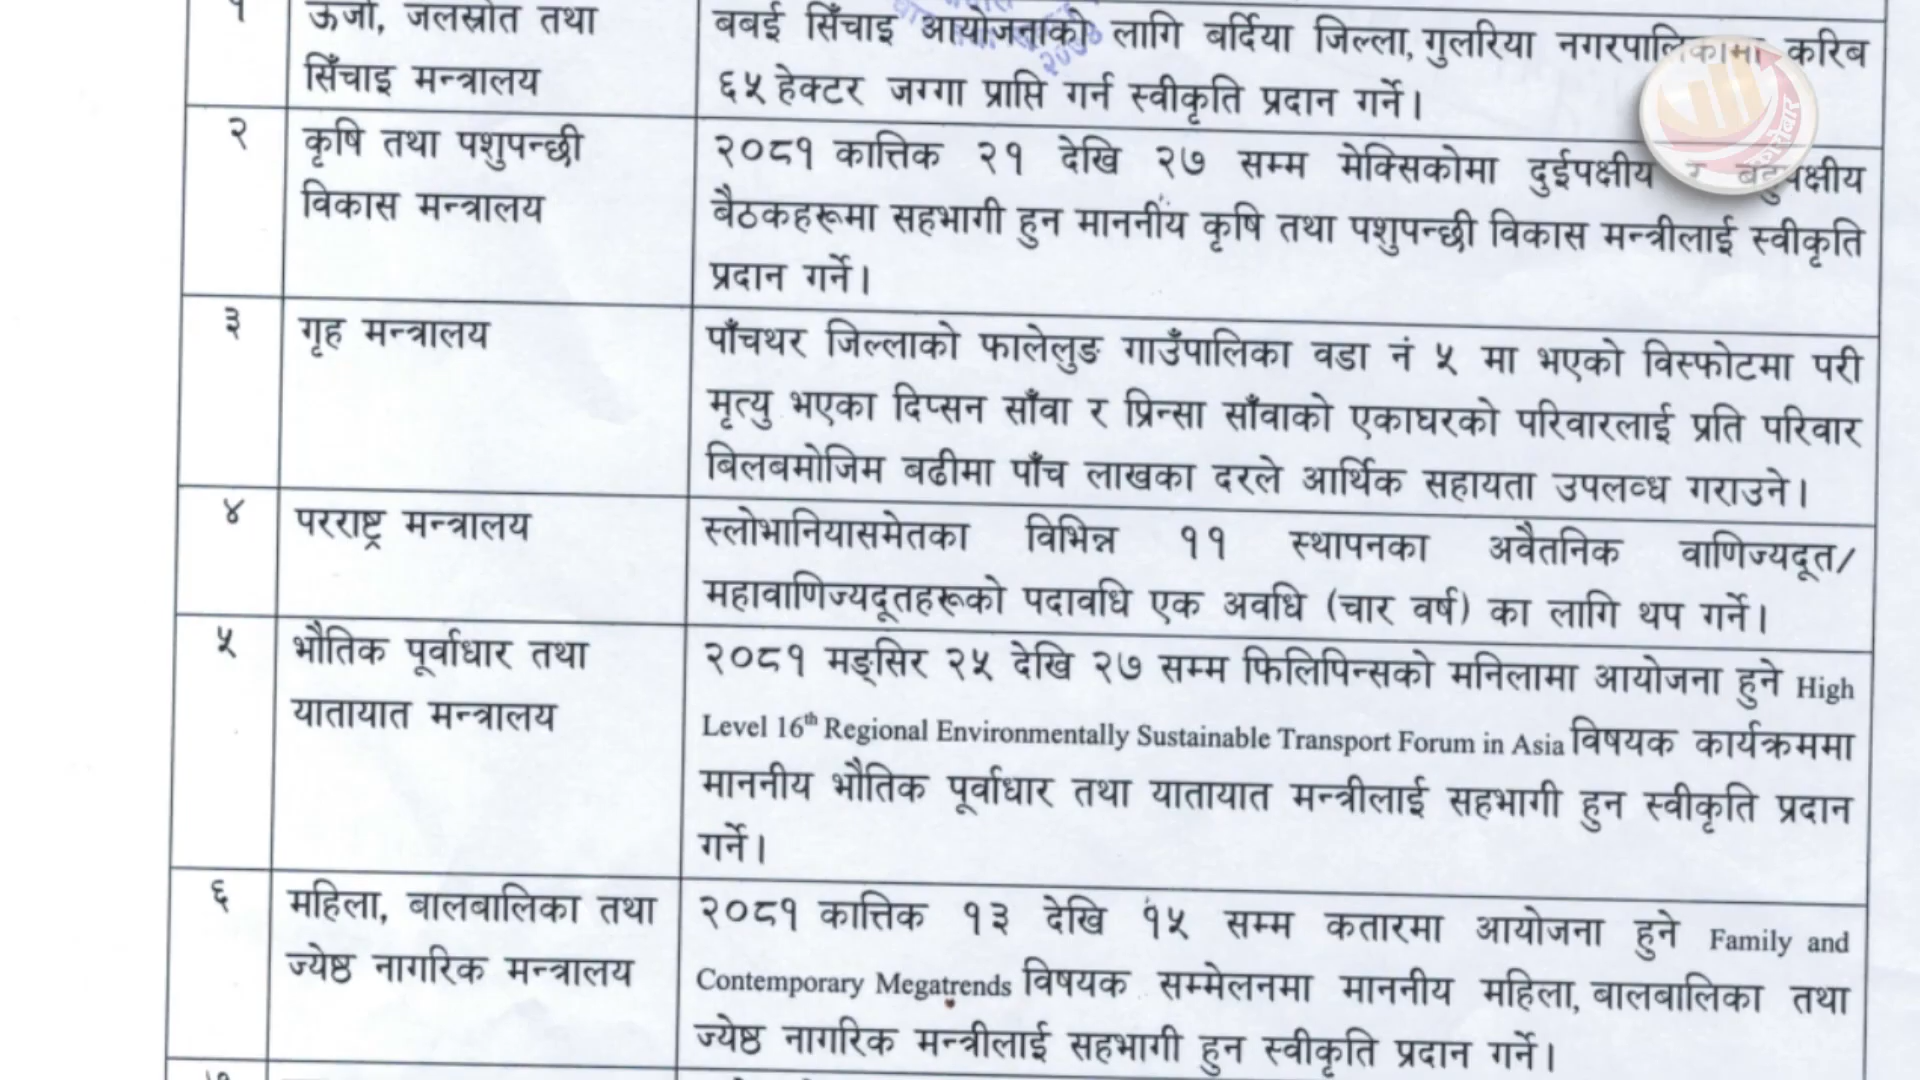 १ ऊर्जा, जलस्रोत तथा बबई सिँचाइ आयोजनाको लागि बर्दिया जिल्ला, गुलरिया नगरपालिकामा करिब
सिँचाइ मन्त्रालय ६५ हेक्टर जग्गा प्राप्ति गर्न स्वीकृति प्रदान गर्ने।
२ कृषि तथा पशुपन्छी २०८१ कात्तिक २१ देखि २७ सम्म मेक्सिकोमा दुईपक्षीय र बहुपक्षीय
विकास मन्त्रालय बैठकहरूमा सहभागी हुन माननीय कृषि तथा पशुपन्छी विकास मन्त्रीलाई स्वीकृति
प्रदान गर्ने।
३ गृह मन्त्रालय पाँचथर जिल्लाको फालेलुङ गाउँपालिका वडा नं ५ मा भएको विस्फोटमा परी
मृत्यु भएका दिप्सन साँवा र प्रिन्सा साँवाको एकाघरको परिवारलाई प्रति परिवार
बिलबमोजिम बढीमा पाँच लाखका दरले आर्थिक सहायता उपलब्ध गराउने।
४ परराष्ट्र मन्त्रालय स्लोभानियासमेतका विभिन्न ११ स्थापनका अवैतनिक वाणिज्यदूत/
महावाणिज्यदूतहरूको पदावधि एक अवधि (चार वर्ष) का लागि थप गर्ने।
५ भौतिक पूर्वाधार तथा २०८१ मङ्सिर २५ देखि २७ सम्म फिलिपिन्सको मनिलामा आयोजना हुने High
यातायात मन्त्रालय Level 16th Regional Environmentally Sustainable Transport Forum in Asia विषयक कार्यक्रममा
माननीय भौतिक पूर्वाधार तथा यातायात मन्त्रीलाई सहभागी हुन स्वीकृति प्रदान
गर्ने।
६ महिला, बालबालिका तथा २०८१ कात्तिक १३ देखि १५ सम्म कतारमा आयोजना हुने Family and
ज्येष्ठ नागरिक मन्त्रालय Contemporary Megatrends विषयक सम्मेलनमा माननीय महिला, बालबालिका तथा
ज्येष्ठ नागरिक मन्त्रीलाई सहभागी हुन स्वीकृति प्रदान गर्ने।
कारोबार